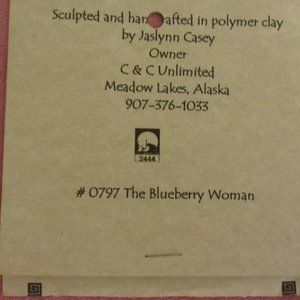 Sculpted and handcrafted in polymer clay
by Jaslynn Casey
Owner
C & C Unlimited
Meadow Lakes, Alaska
907-376-1033
2444
# 0797 The Blueberry Woman